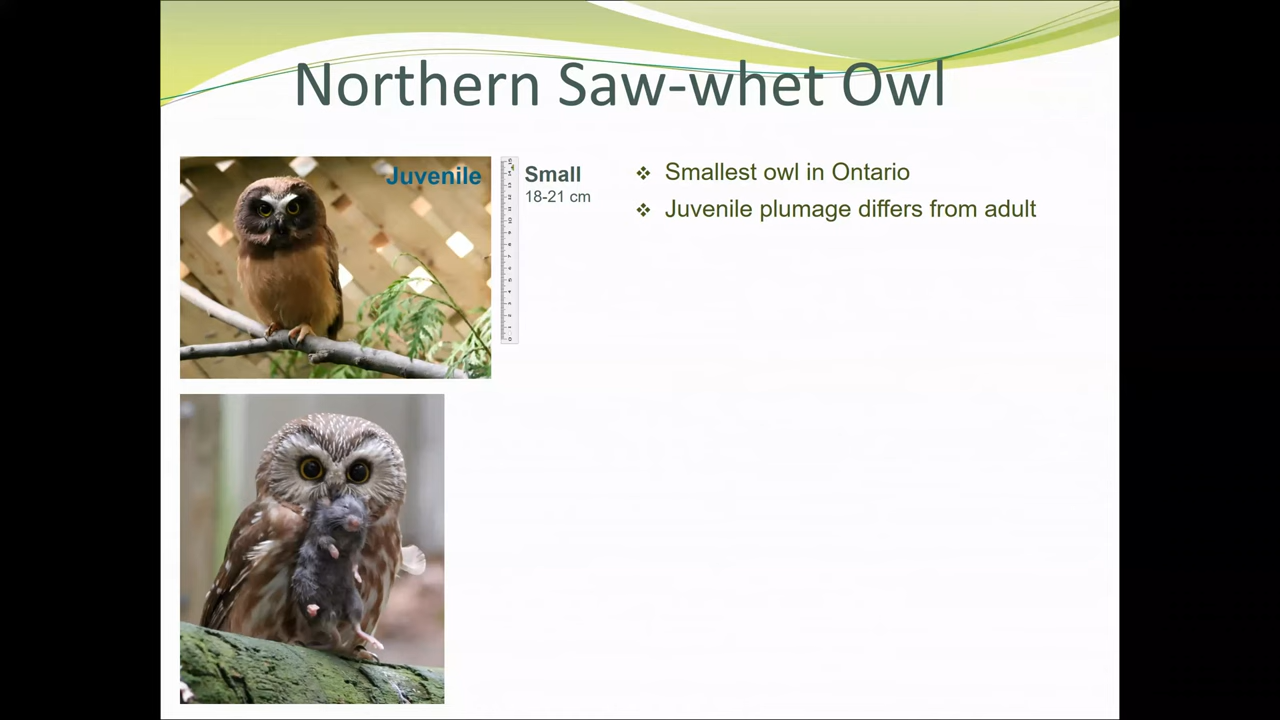 Northern Saw-whet Owl
Juvenile
Small
18-21 cm
❖ Smallest owl in Ontario
❖ Juvenile plumage differs from adult